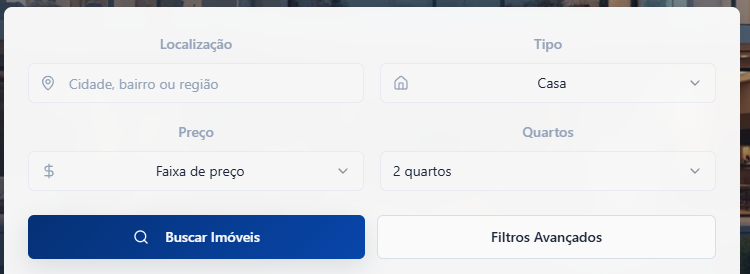 Localização
Tipo
Cidade, bairro ou região
Casa
Preço
Quartos
Faixa de preço
2 quartos
Buscar Imóveis
Filtros Avançados